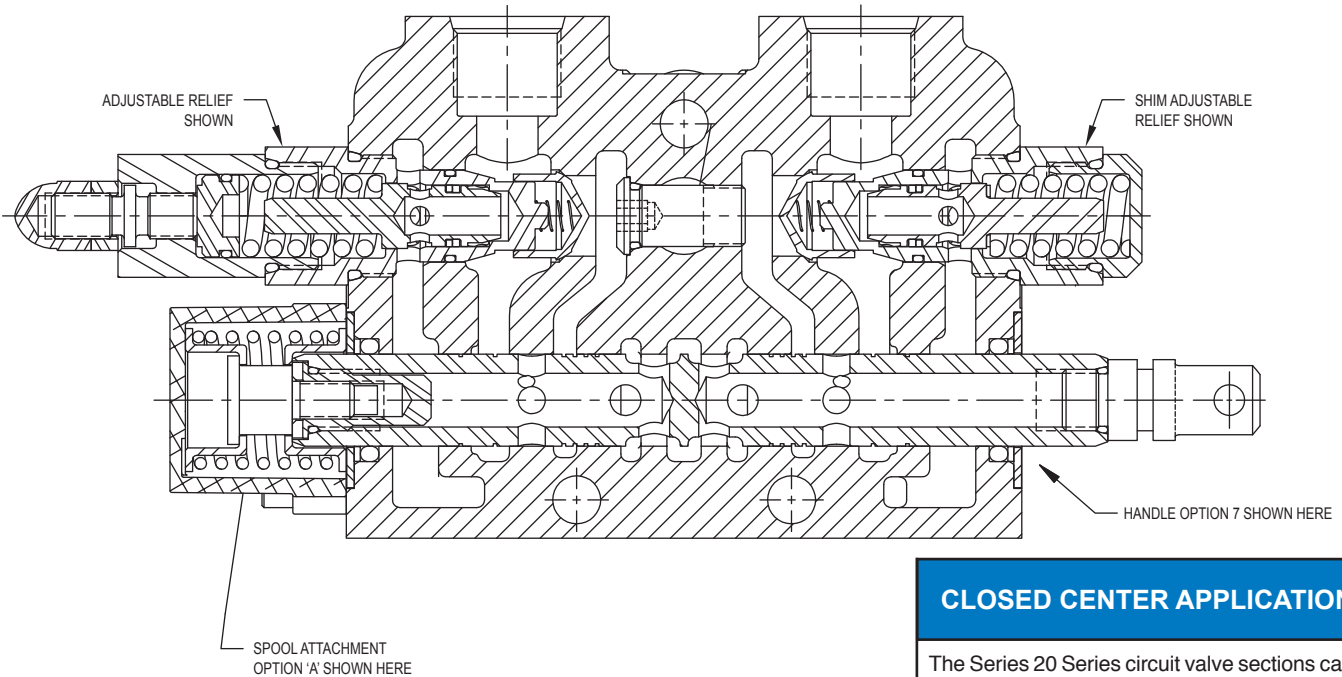 ADJUSTABLE RELIEF
SHOWN
SHIM ADJUSTABLE
RELIEF SHOWN
HANDLE OPTION 7 SHOWN HERE
SPOOL ATTACHMENT
OPTION ‘A’ SHOWN HERE
CLOSED CENTER APPLICATION
The Series 20 Series circuit valve sections ca